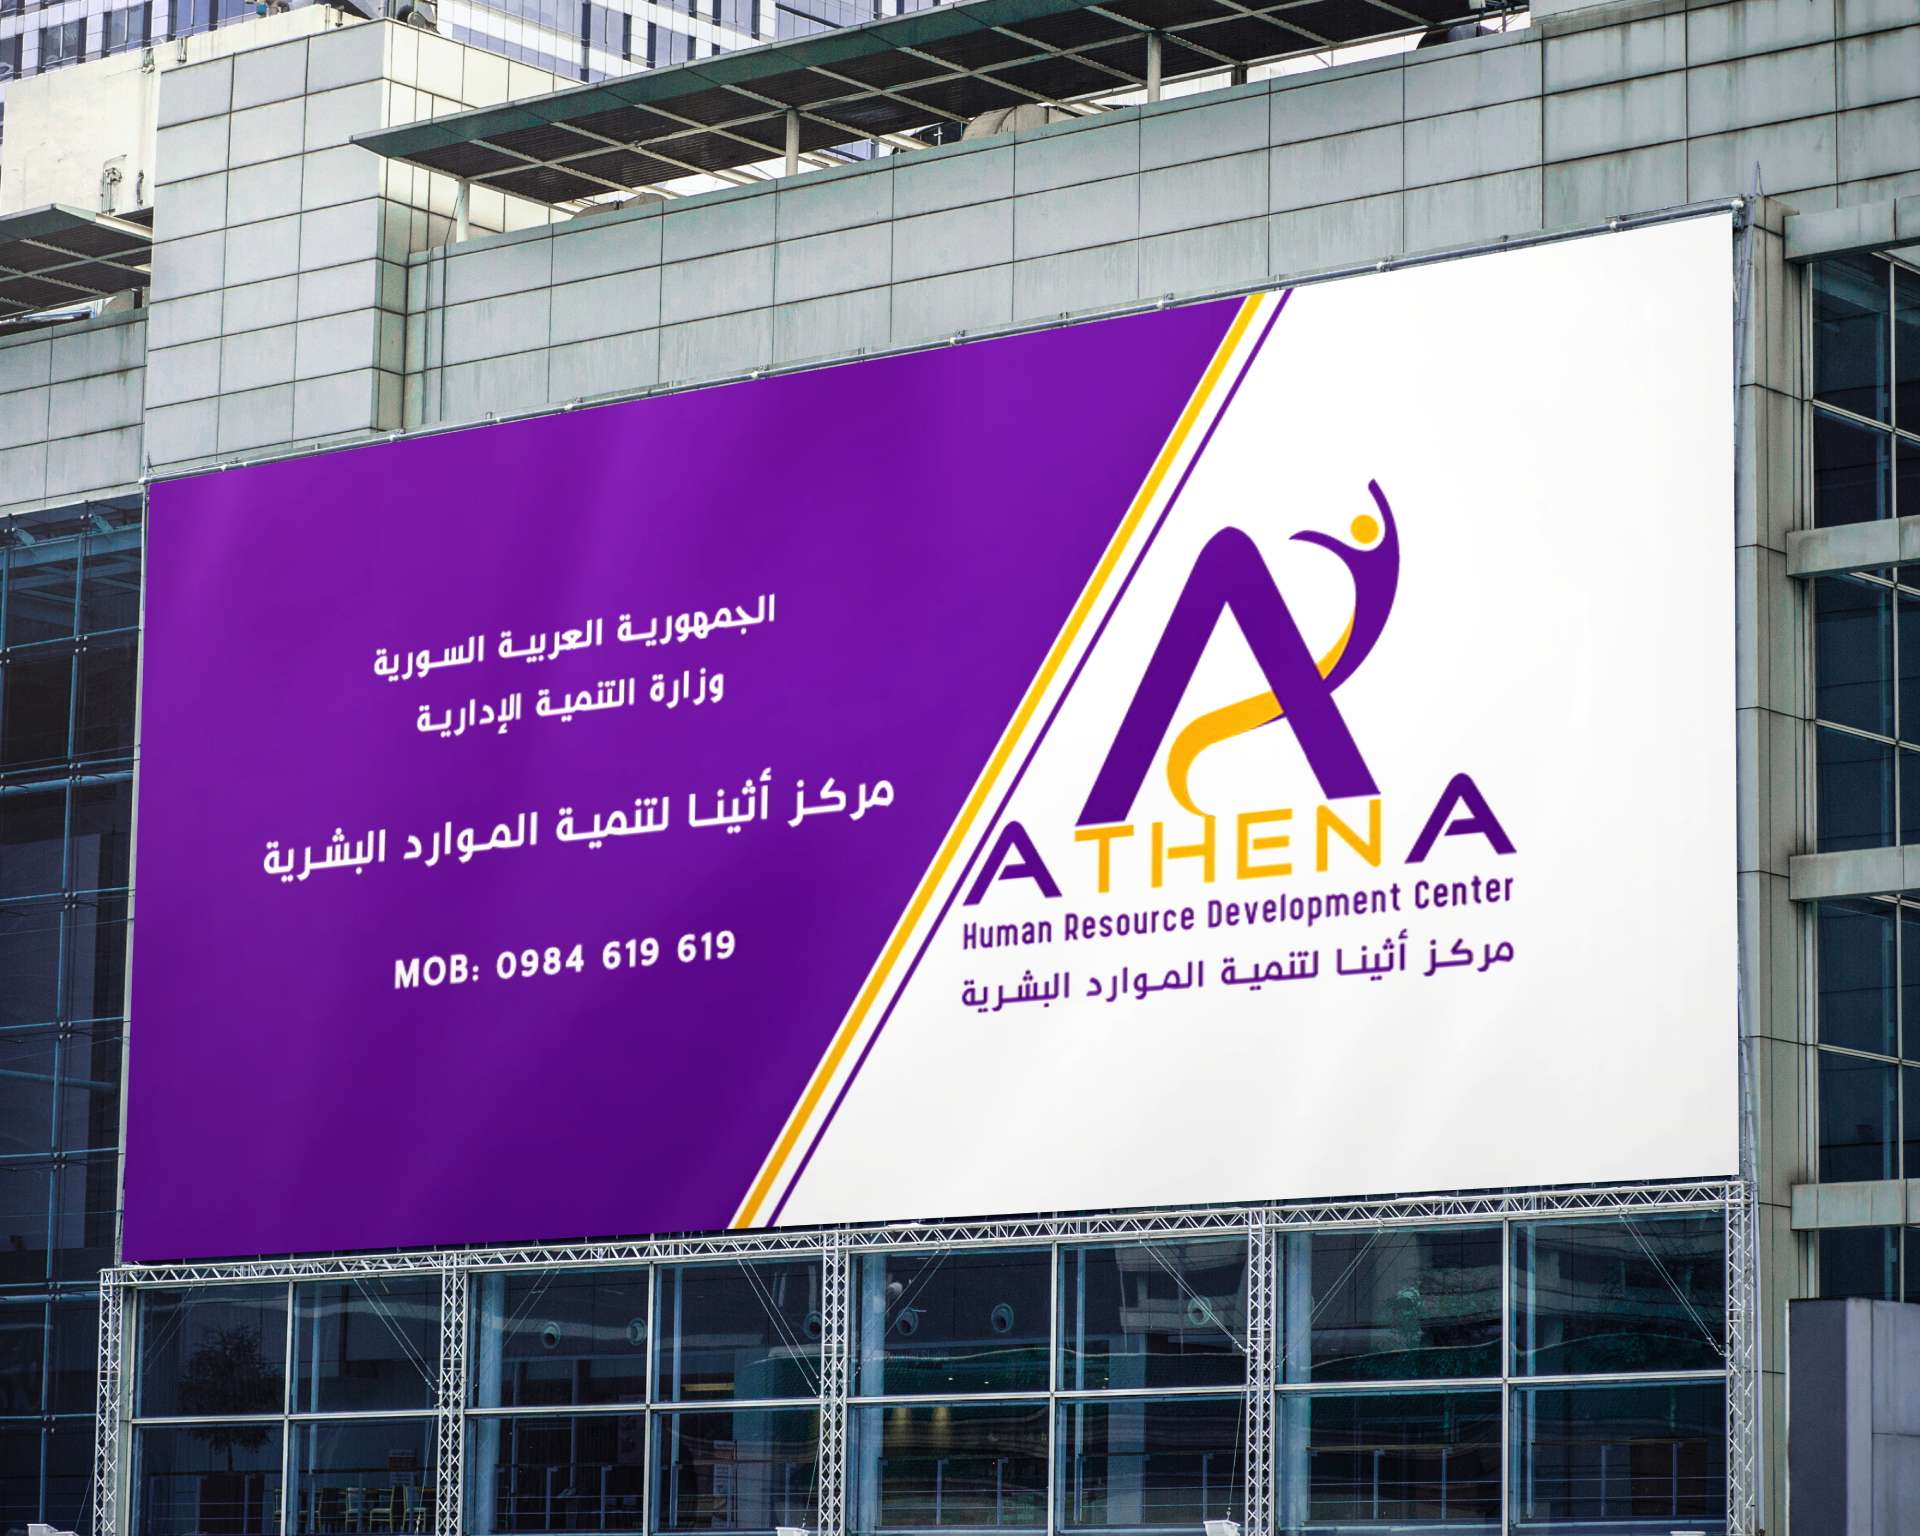 الجمهورية العربية السورية
وزارة التنمية الإدارية
مركز أثينا لتنمية الموارد البشرية
MOB: 0984 619 619
ATHENA
Human Resource Development Center
مركز أثينا لتنمية الموارد البشرية